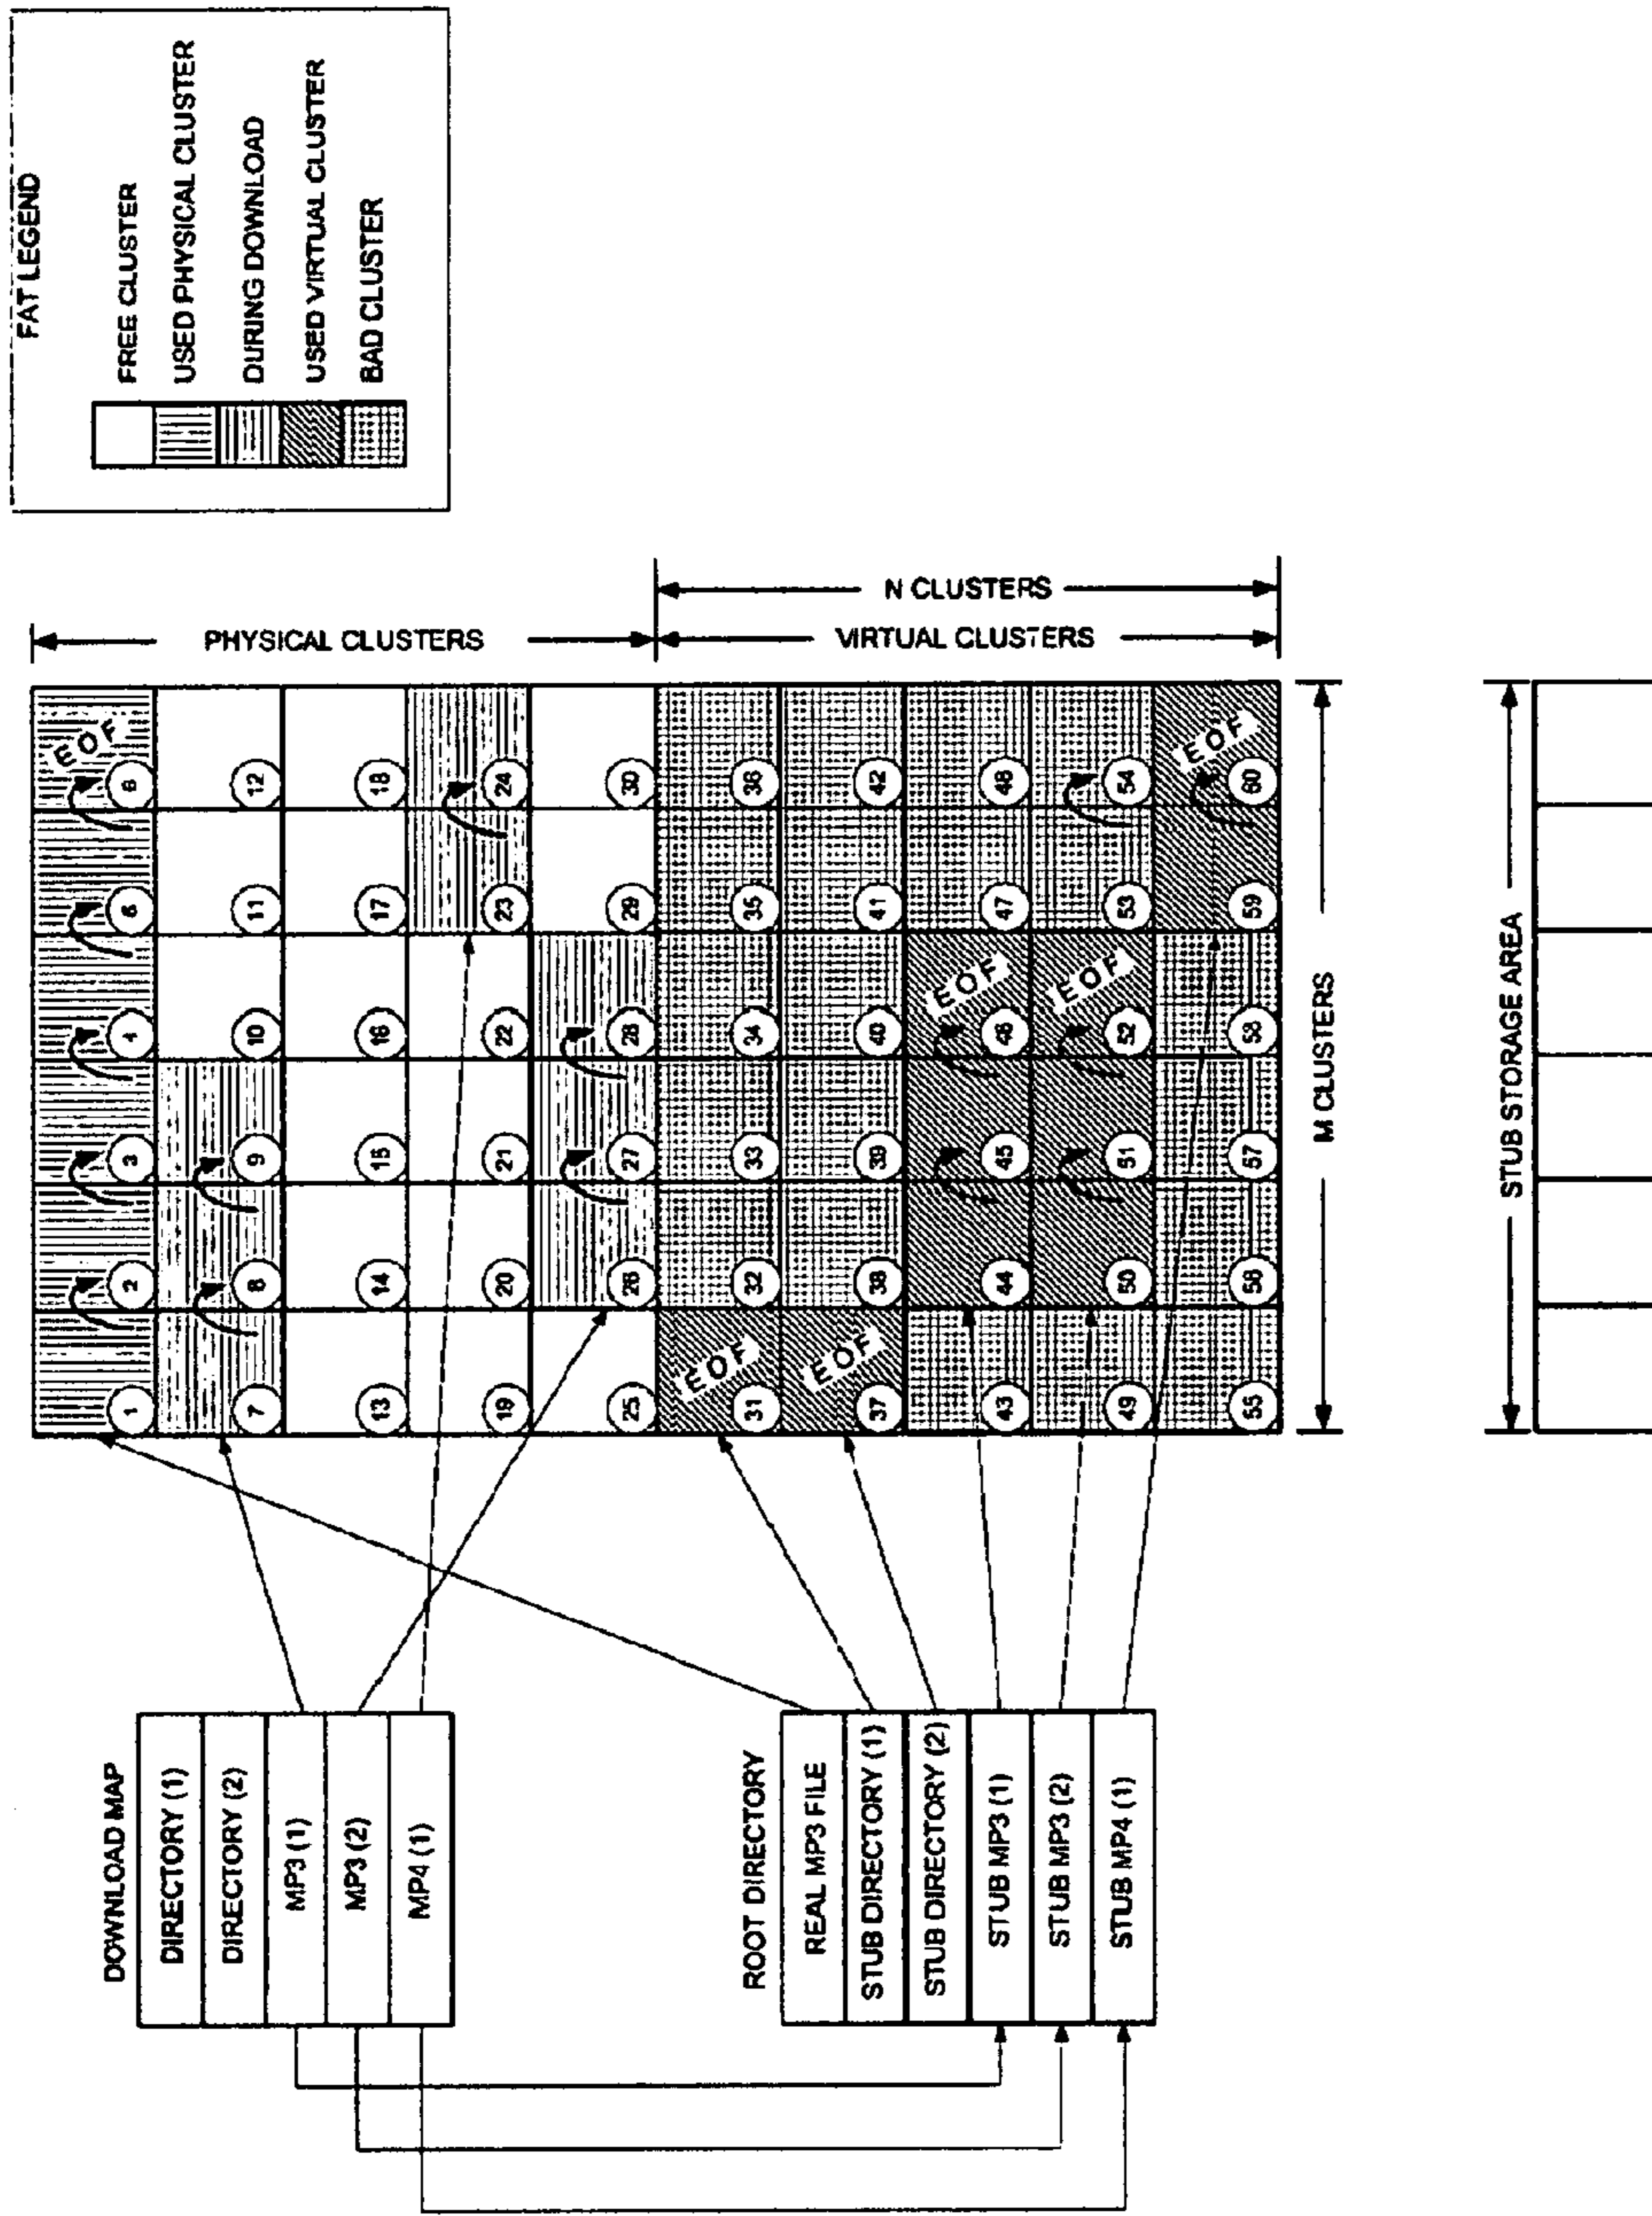 FAT LEGEND
FREE CLUSTER
USED PHYSICAL CLUSTER
DURING DOWNLOAD
USED VIRTUAL CLUSTER
BAD CLUSTER
PHYSICAL CLUSTERS
N CLUSTERS
VIRTUAL CLUSTERS
1 2 3 4 5 6 EOF
7 8 9 10 11 12
13 14 15 16 17 18
19 20 21 22 23 24
25 26 27 28 29 30
31 EOF 32 33 34 35 36
37 EOF 38 39 40 41 42
43 44 45 46 EOF 47 48
49 50 51 52 EOF 53 54
55 56 57 58 59 60 EOF
M CLUSTERS
STUB STORAGE AREA
DOWNLOAD MAP
DIRECTORY (1)
DIRECTORY (2)
MP3 (1)
MP3 (2)
MP4 (1)
ROOT DIRECTORY
REAL MP3 FILE
STUB DIRECTORY (1)
STUB DIRECTORY (2)
STUB MP3 (1)
STUB MP3 (2)
STUB MP4 (1)